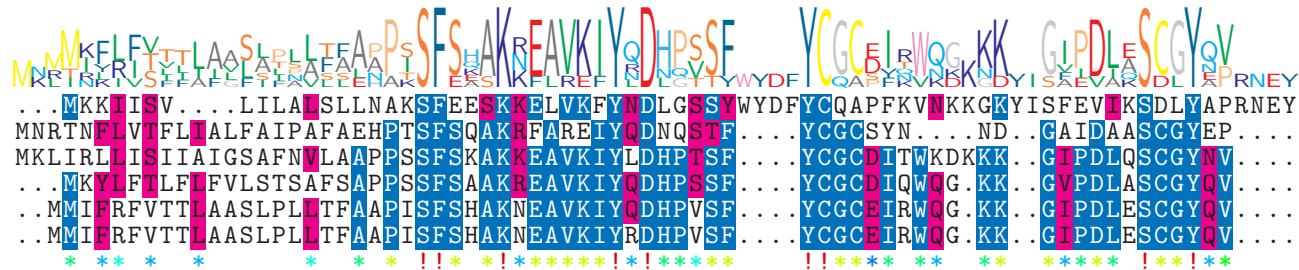 ...MKKIISV....LILALSLLNAKSFEESKKELVKFYNDLGSSYWYDFYCQAPFKVNKKGKYISFEVIKSDLYAPRNEY
MNRTNFLVTFLIALFAIPAFAEHPTSFSQAKRFAREIYQDNQSTF....YCGCSYN....ND..GAIDAASCGYEP....
MKLIRLLISIIAIGSAFNVLAAPPSSFSKAKKEAVKIYLDHPTSF....YCGCDITWKDKKK..GIPDLQSCGYNV....
...MKYLFTLFLFVLSTSAFSAPPSSFSAAKREAVKIYQDHPSSF....YCGCDIQWQG.KK..GVPDLASCGYQV....
..MMIFRFVTTLAASLPLLTFAAPISFSHAKNEAVKIYQDHPVSF....YCGCEIRWQG.KK..GIPDLESCGYQV....
..MMIFRFVTTLAASLPLLTFAAPISFSHAKNEAVKIYRDHPVSF....YCGCEIRWQG.KK..GIPDLESCGYQV....
* ** * * * * * !!* *!*****!*!***** !!***** * ** ***** !**!**